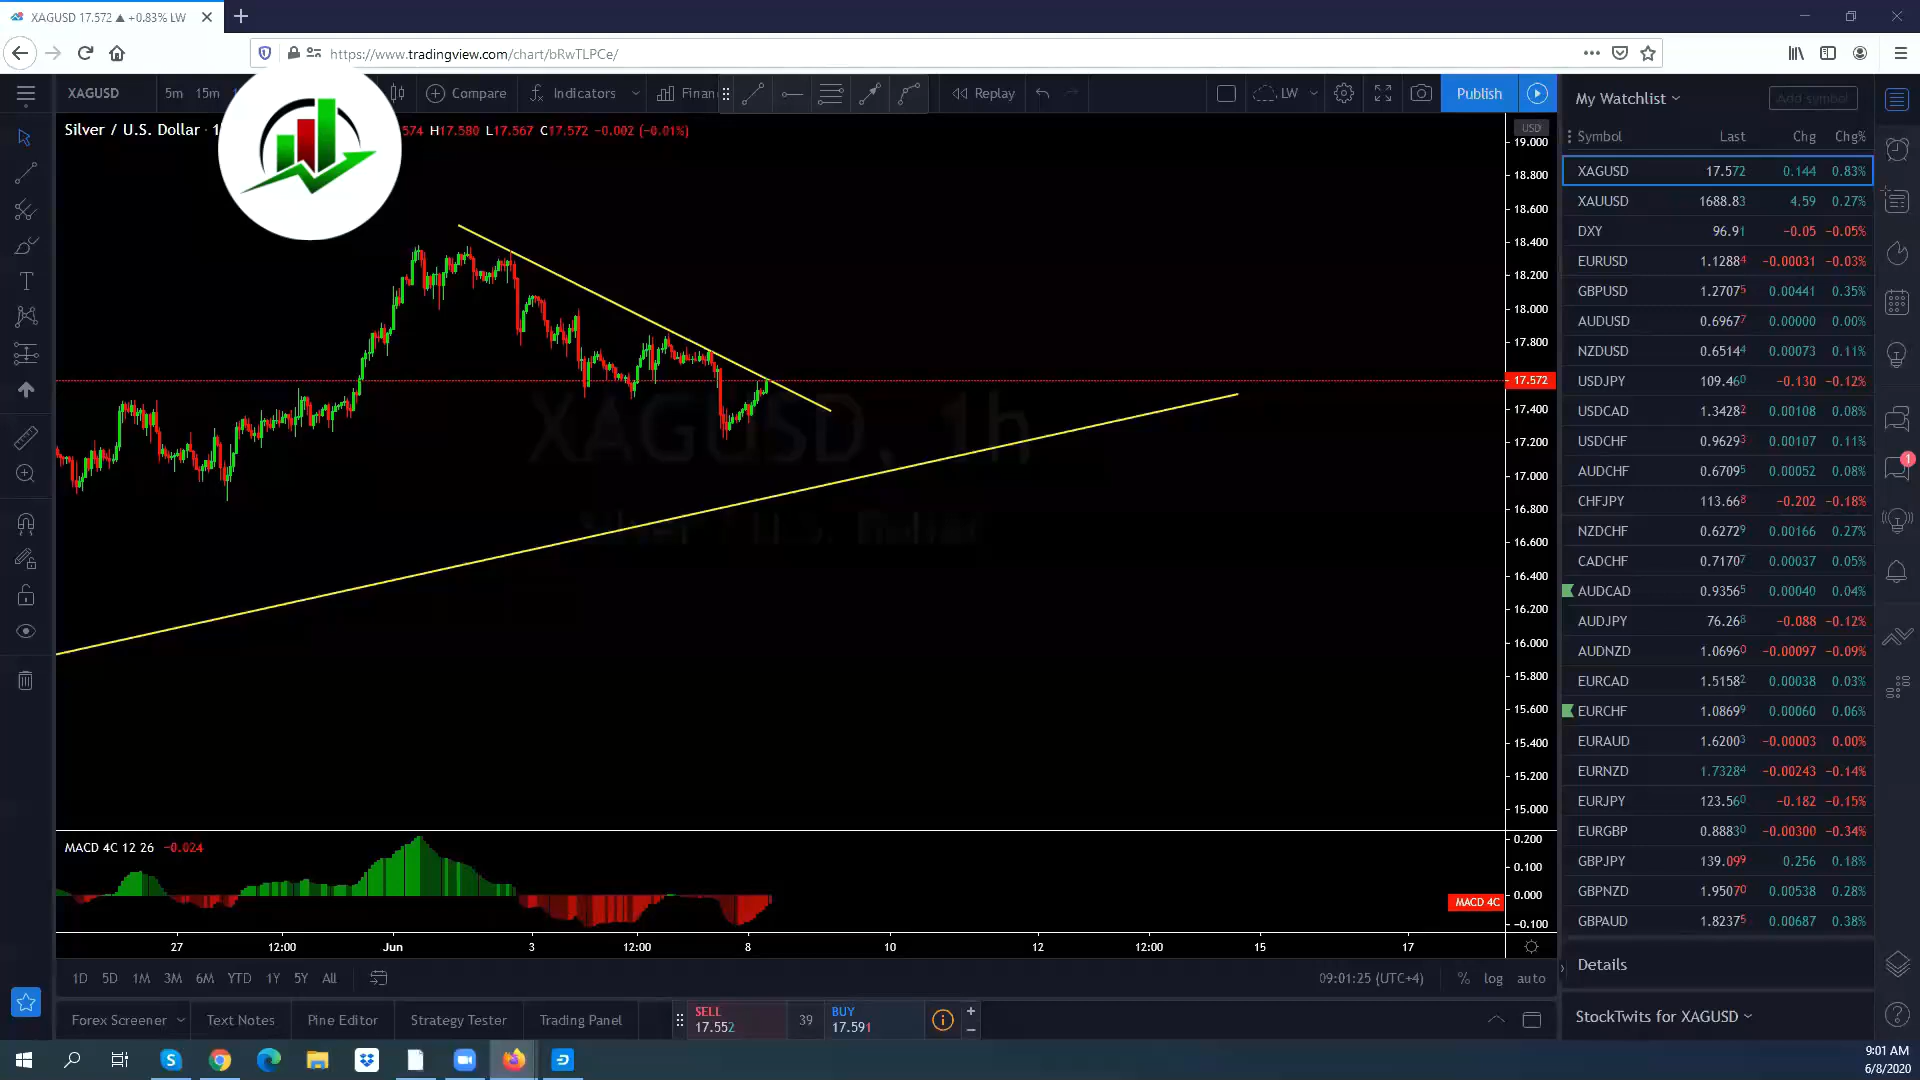 XAGUSD 17.572 ▲ +0.83% LW
https://www.tradingview.com/chart/bRwTLPCe/
XAGUSD 5m 15m Compare Indicators Finan Replay LW Publish
Silver / U.S. Dollar · 1 574 H17.580 L17.567 C17.572 −0.002 (−0.01%)
XAGUSD, 1h
USD
19.000
18.800
18.600
18.400
18.200
18.000
17.800
17.572
17.400
17.200
17.000
16.800
16.600
16.400
16.200
16.000
15.800
15.600
15.400
15.200
15.000
MACD 4C 12 26 −0.024
0.200
0.100
0.000
MACD 4C
−0.100
27 12:00 Jun 3 12:00 8 10 12 12:00 15 17
1D 5D 1M 3M 6M YTD 1Y 5Y All 09:01:25 (UTC+4) % log auto
Forex Screener Text Notes Pine Editor Strategy Tester Trading Panel
SELL 17.552 39 BUY 17.591
My Watchlist Add symbol
Symbol Last Chg Chg%
XAGUSD 17.572 0.144 0.83%
XAUUSD 1688.83 4.59 0.27%
DXY 96.91 −0.05 −0.05%
EURUSD 1.12884 −0.00031 −0.03%
GBPUSD 1.27075 0.00441 0.35%
AUDUSD 0.69677 0.00000 0.00%
NZDUSD 0.65144 0.00073 0.11%
USDJPY 109.460 −0.130 −0.12%
USDCAD 1.34282 0.00108 0.08%
USDCHF 0.96293 0.00107 0.11%
AUDCHF 0.67095 0.00052 0.08%
CHFJPY 113.668 −0.202 −0.18%
NZDCHF 0.62729 0.00166 0.27%
CADCHF 0.71707 0.00037 0.05%
AUDCAD 0.93565 0.00040 0.04%
AUDJPY 76.268 −0.088 −0.12%
AUDNZD 1.06960 −0.00097 −0.09%
EURCAD 1.51582 0.00038 0.03%
EURCHF 1.08699 0.00060 0.06%
EURAUD 1.62003 −0.00003 0.00%
EURNZD 1.73284 −0.00243 −0.14%
EURJPY 123.560 −0.182 −0.15%
EURGBP 0.88830 −0.00300 −0.34%
GBPJPY 139.099 0.256 0.18%
GBPNZD 1.95070 0.00538 0.28%
GBPAUD 1.82375 0.00687 0.38%
Details
StockTwits for XAGUSD
1
9:01 AM
6/8/2020